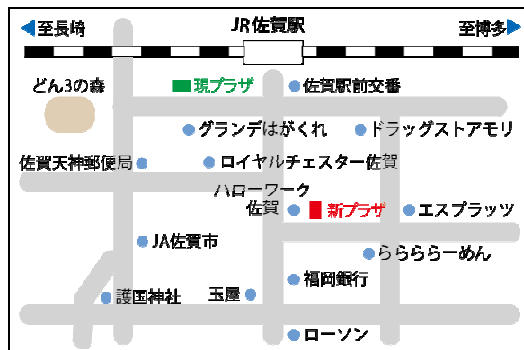 至長崎
JR佐賀駅
至博多
どん3の森
現プラザ
佐賀駅前交番
グランデはがくれ
ドラッグストアモリ
佐賀天神郵便局
ロイヤルチェスター佐賀
ハローワーク
佐賀
新プラザ
エスプラッツ
JA佐賀市
ららららーめん
福岡銀行
護国神社
玉屋
ローソン